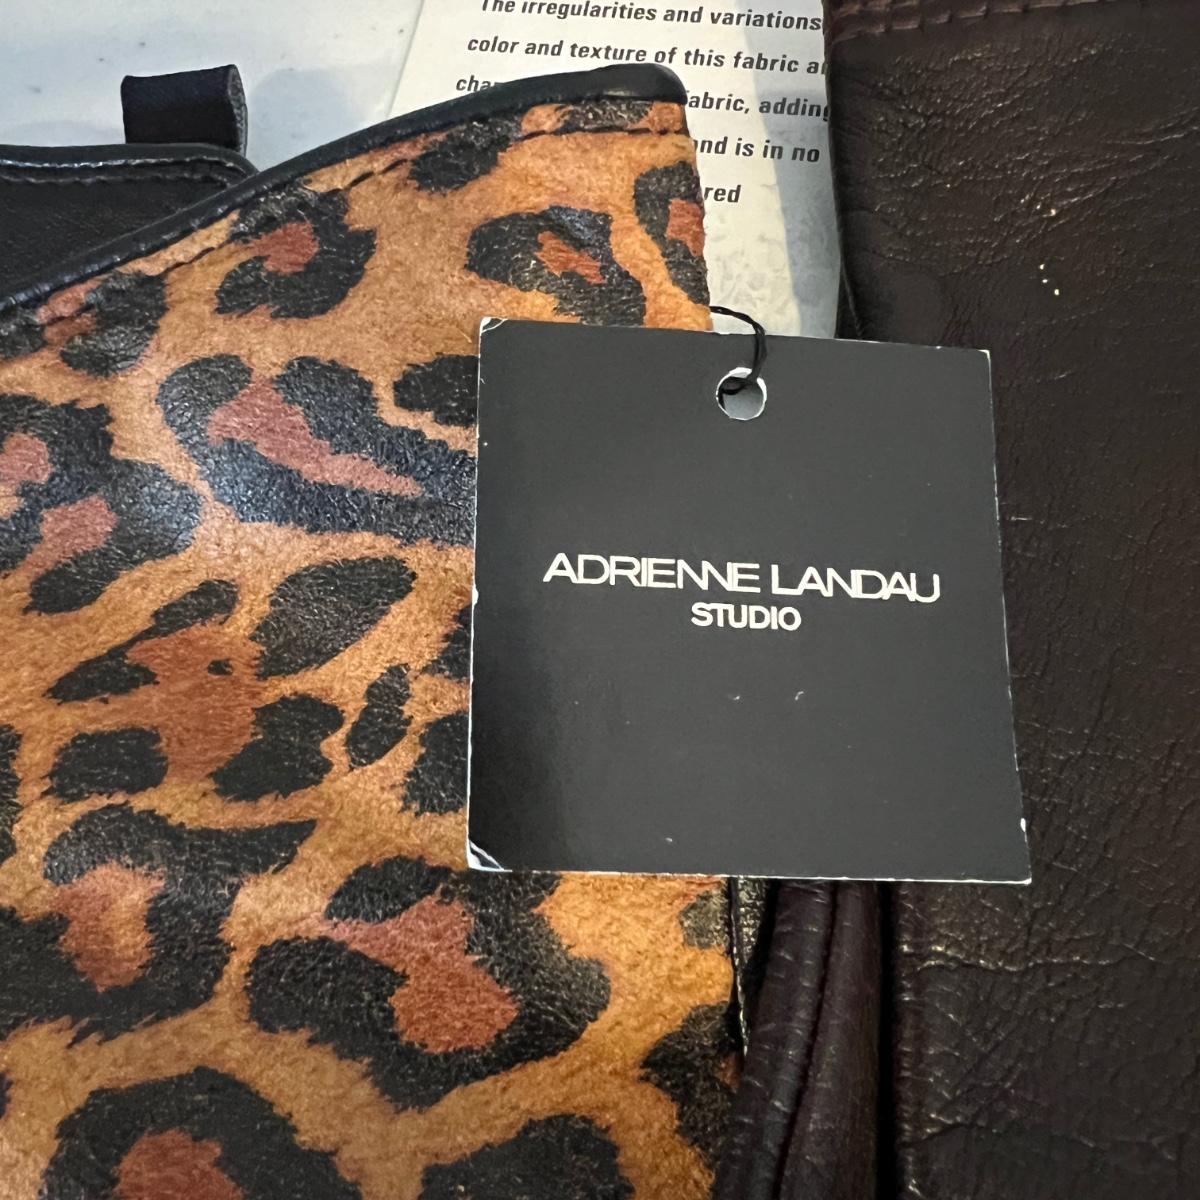 The irregularities and variations
color and texture of this fabric
fabric, adding
and is in no
ADRIENNE LANDAU
STUDIO